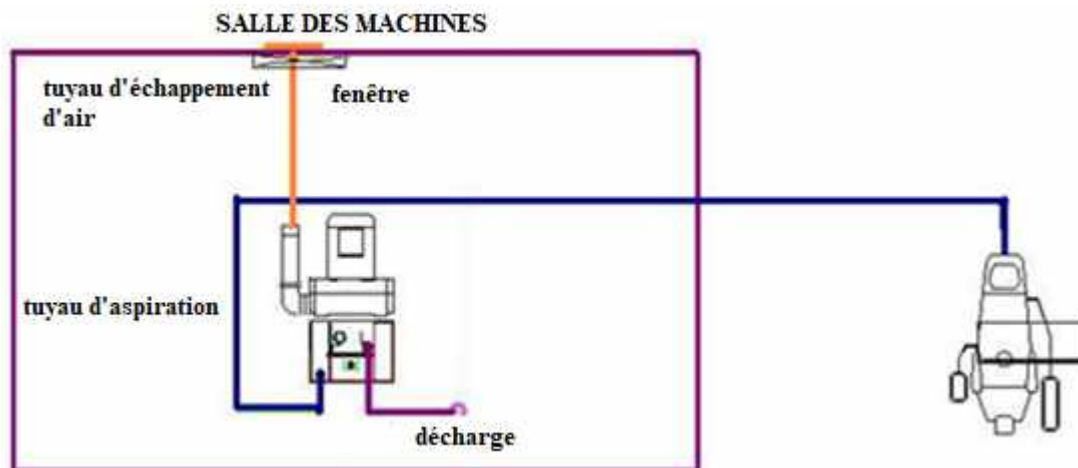 SALLE DES MACHINES
tuyau d'échappement
d'air
fenêtre
tuyau d'aspiration
décharge